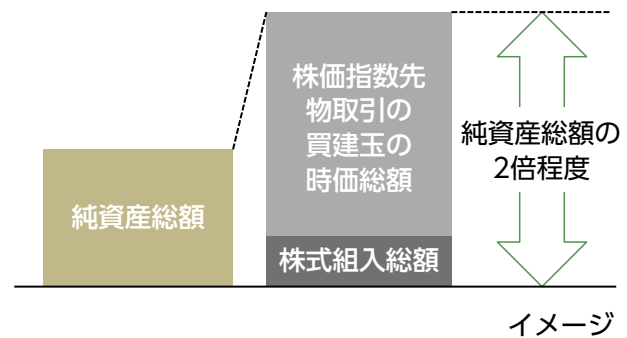 純資産総額
株価指数先
物取引の
買建玉の
時価総額
株式組入総額
純資産総額の
2倍程度
イメージ